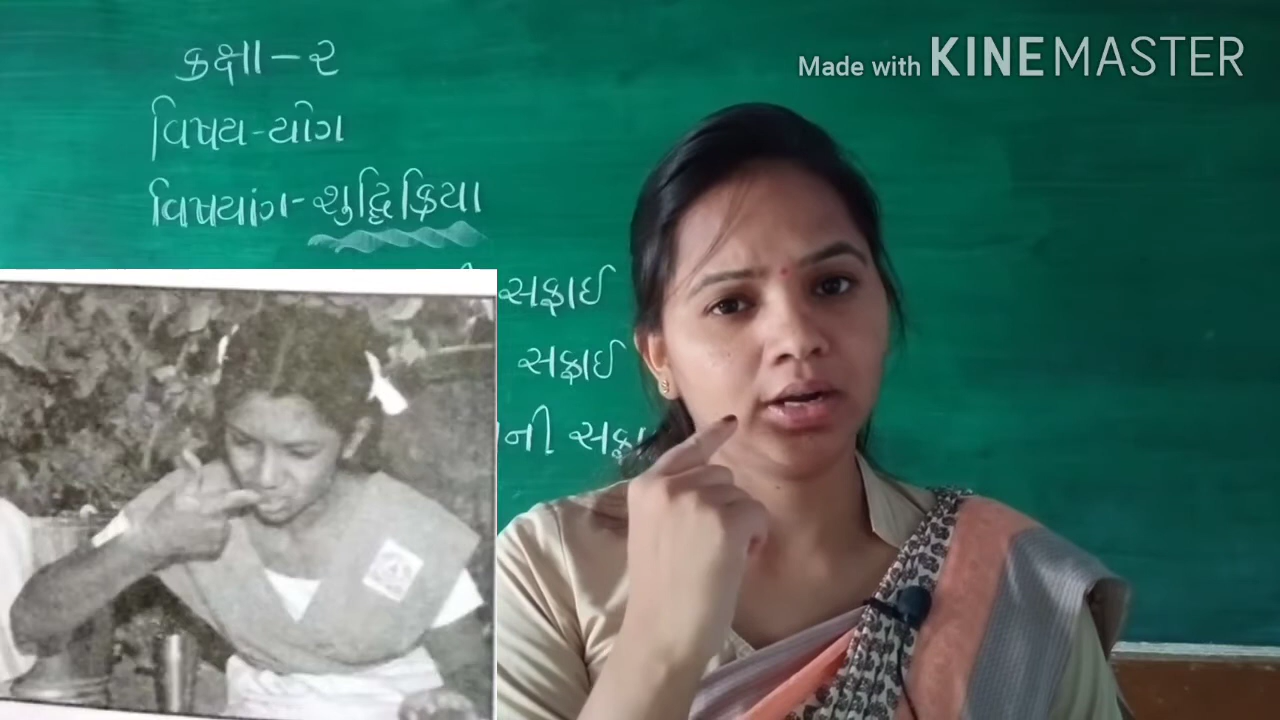 કક્ષા - ૨
Made with KINEMASTER
વિષય - યોગ
વિષયાંગ - શુદ્ધિ ક્રિયા
સફાઈ
સફાઈ
ની